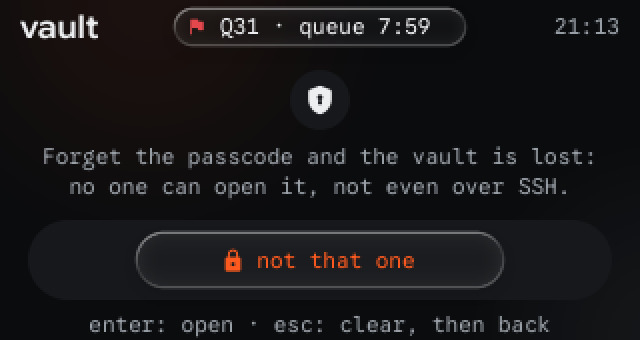 vault
Q31 · queue 7:59
21:13
Forget the passcode and the vault is lost:
no one can open it, not even over SSH.
not that one
enter: open · esc: clear, then back